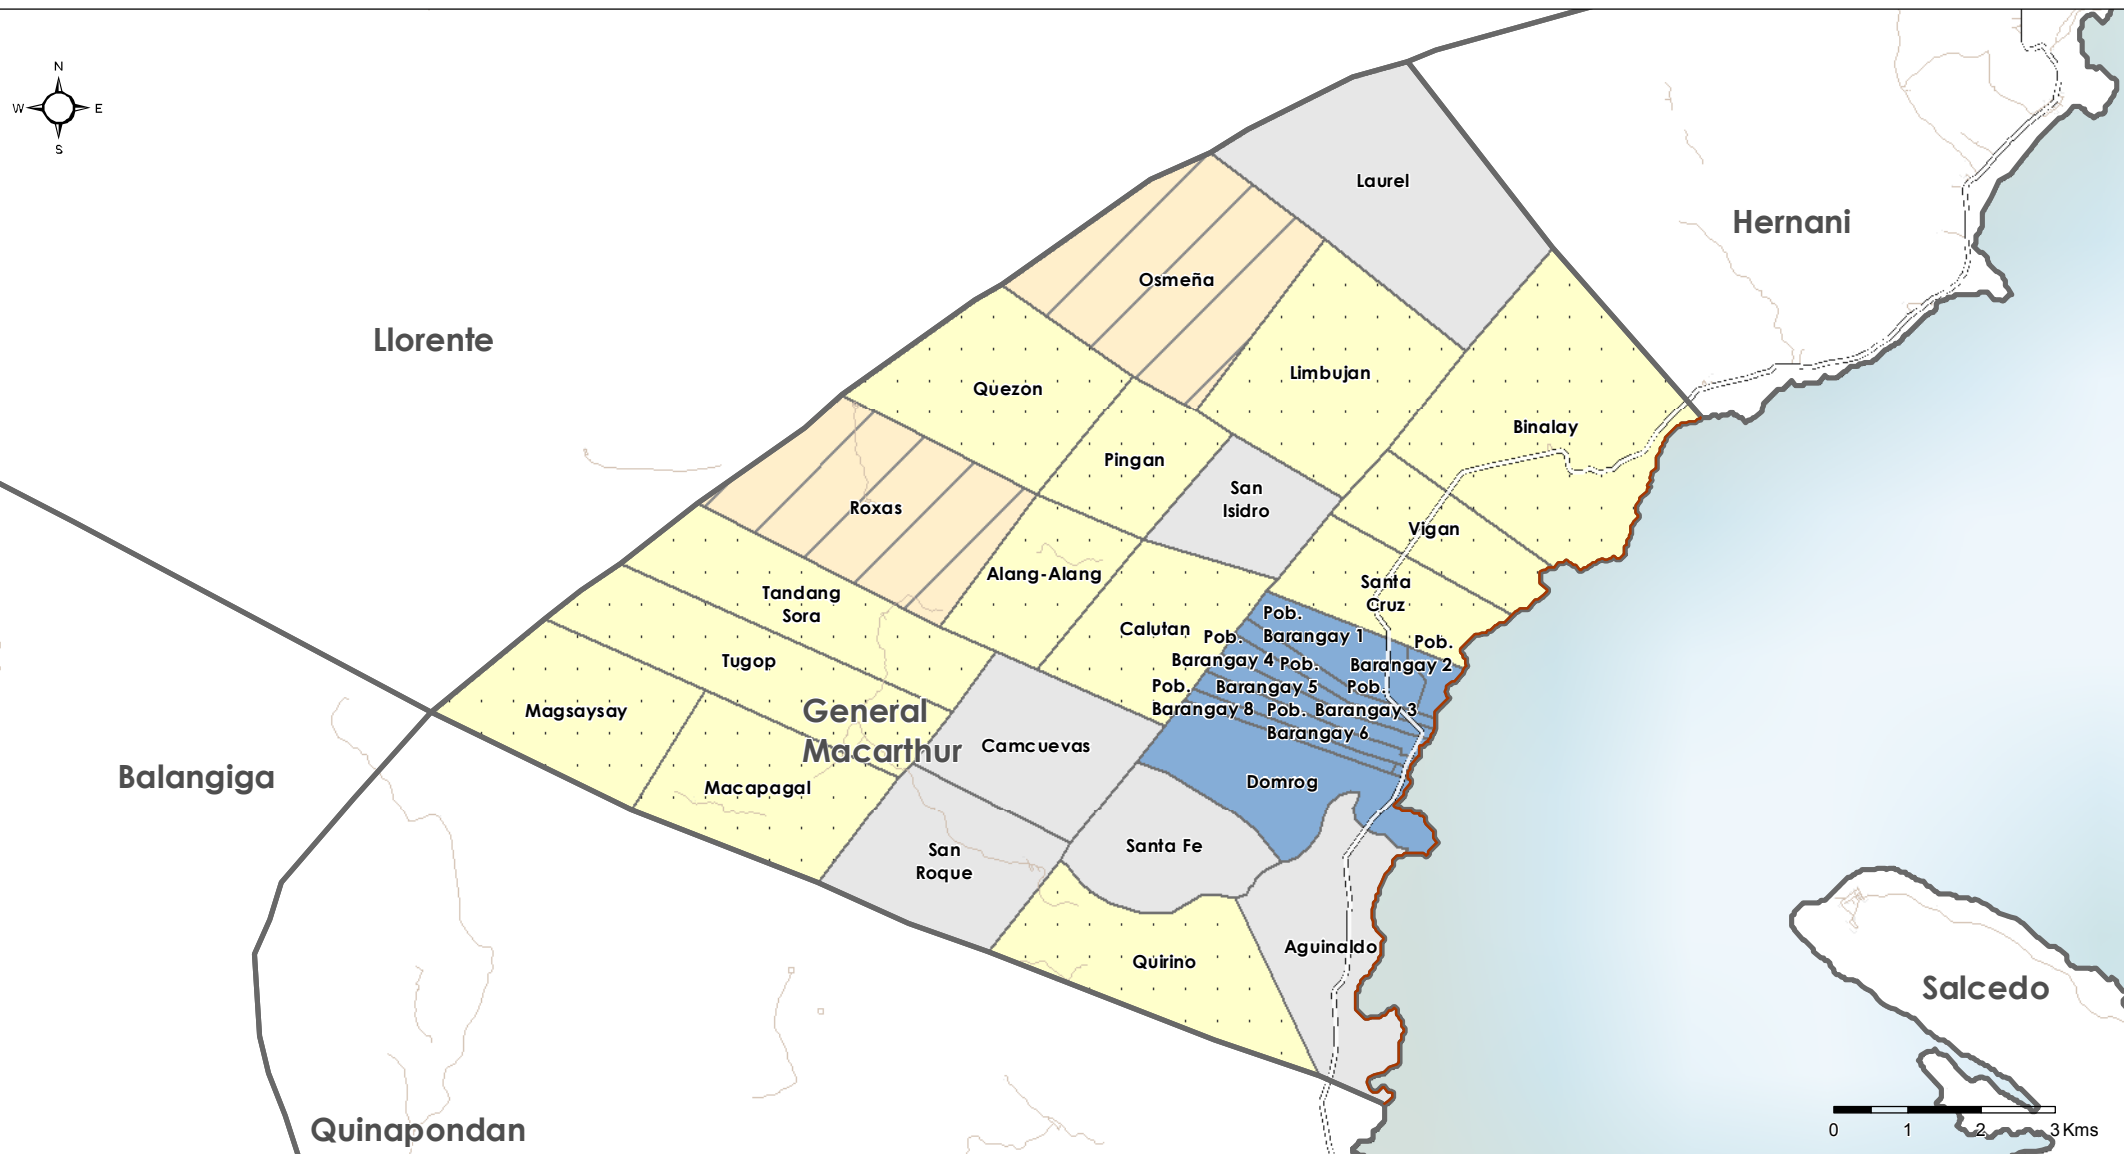 N
W E
S
Laurel
Hernani
Osmeña
Llorente
Limbujan
Quezon
Binalay
Pingan
San
Isidro
Roxas
Vigan
Alang-Alang
Santa
Cruz
Tandang
Sora
Calutan
Pob.
Barangay 1
Pob.
Barangay 2
Pob.
Barangay 4
Pob.
Barangay 5
Pob.
Barangay 3
Pob.
Barangay 8
Pob.
Barangay 6
Tugop
Magsaysay
General
Macarthur
Camcuevas
Balangiga
Macapagal
Domrog
San
Roque
Santa Fe
Quirino
Aguinaldo
Salcedo
Quinapondan
0 1 2 3 Kms